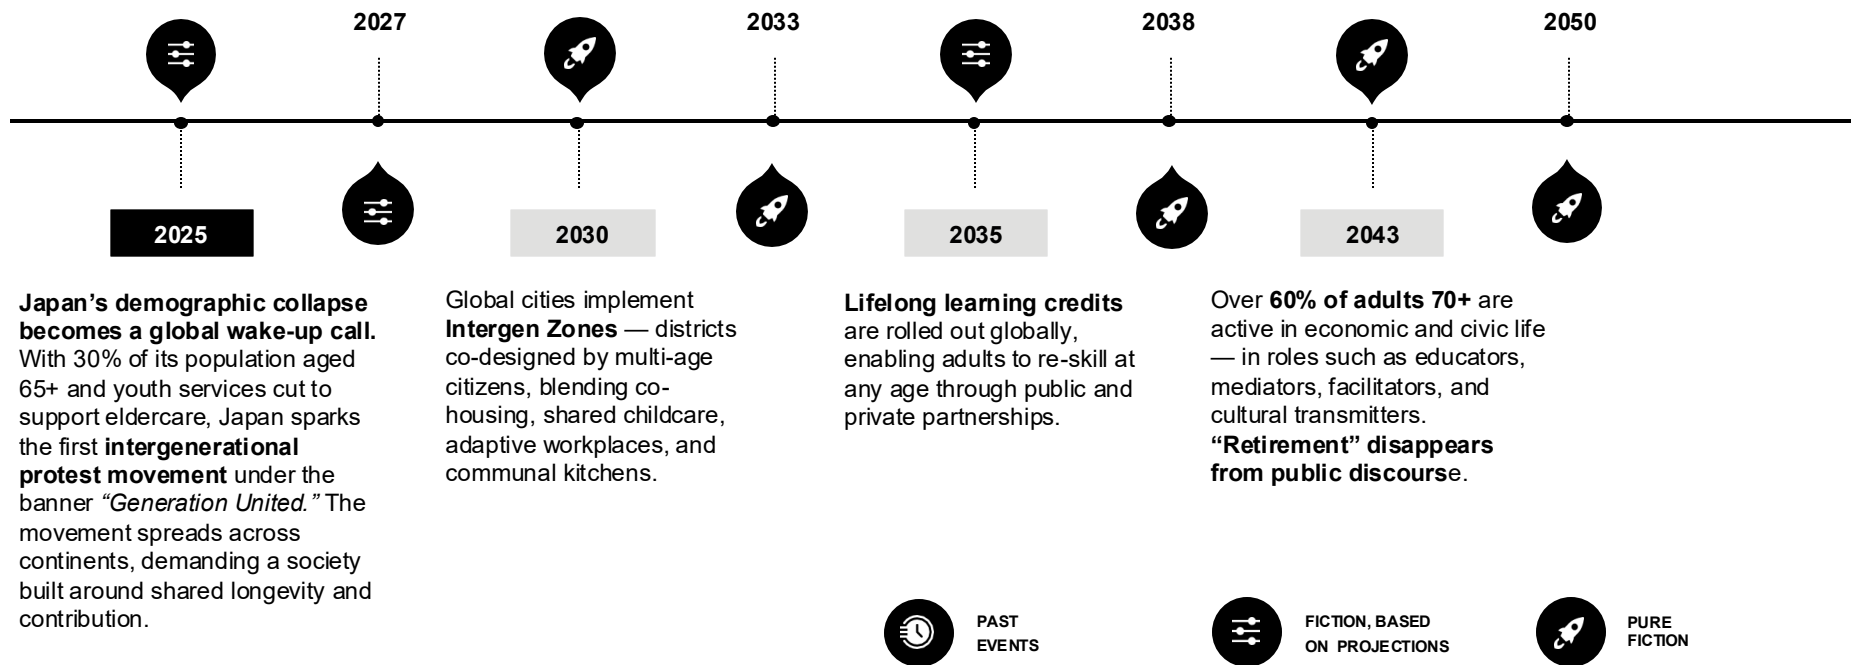 2027
2033
2038
2050
2025
2030
2035
2043
Japan’s demographic collapse
becomes a global wake-up call.
With 30% of its population aged
65+ and youth services cut to
support eldercare, Japan sparks
the first intergenerational
protest movement under the
banner “Generation United.” The
movement spreads across
continents, demanding a society
built around shared longevity and
contribution.
Global cities implement
Intergen Zones — districts
co-designed by multi-age
citizens, blending co-
housing, shared childcare,
adaptive workplaces, and
communal kitchens.
Lifelong learning credits
are rolled out globally,
enabling adults to re-skill at
any age through public and
private partnerships.
Over 60% of adults 70+ are
active in economic and civic life
— in roles such as educators,
mediators, facilitators, and
cultural transmitters.
“Retirement” disappears
from public discourse.
PAST
EVENTS
FICTION, BASED
ON PROJECTIONS
PURE
FICTION